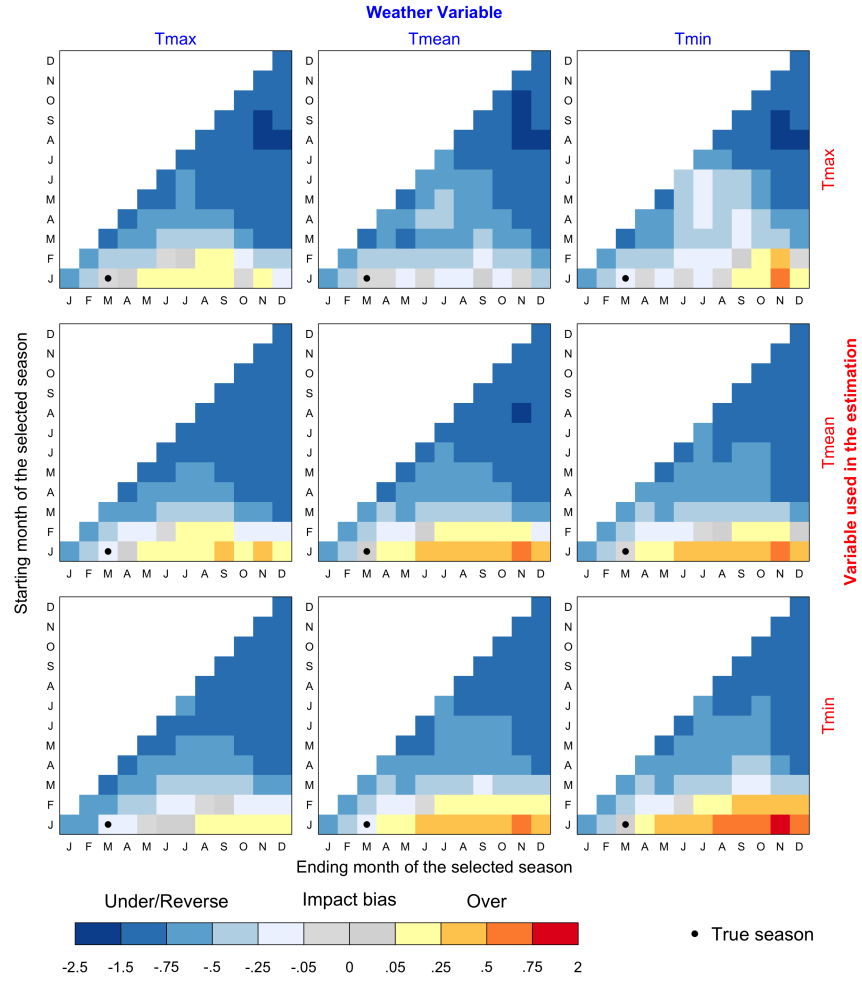 Weather Variable
Tmax Tmean Tmin
D D D
N N N
O O O
S S S
A A A
J J J
J J J
M M M
A A A
M M M
F F F
J J J
J F M A M J J A S O N D J F M A M J J A S O N D J F M A M J J A S O N D
Tmax
D D D
N N N
O O O
S S S
A A A
J J J
J J J
M M M
A A A
M M M
F F F
J J J
J F M A M J J A S O N D J F M A M J J A S O N D J F M A M J J A S O N D
Tmean
D D D
N N N
O O O
S S S
A A A
J J J
J J J
M M M
A A A
M M M
F F F
J J J
J F M A M J J A S O N D J F M A M J J A S O N D J F M A M J J A S O N D
Tmin
Starting month of the selected season
Variable used in the estimation
Ending month of the selected season
Under/Reverse Impact bias Over
-2.5 -1.5 -.75 -.5 -.25 -.05 0 .05 .25 .5 .75 2
True season